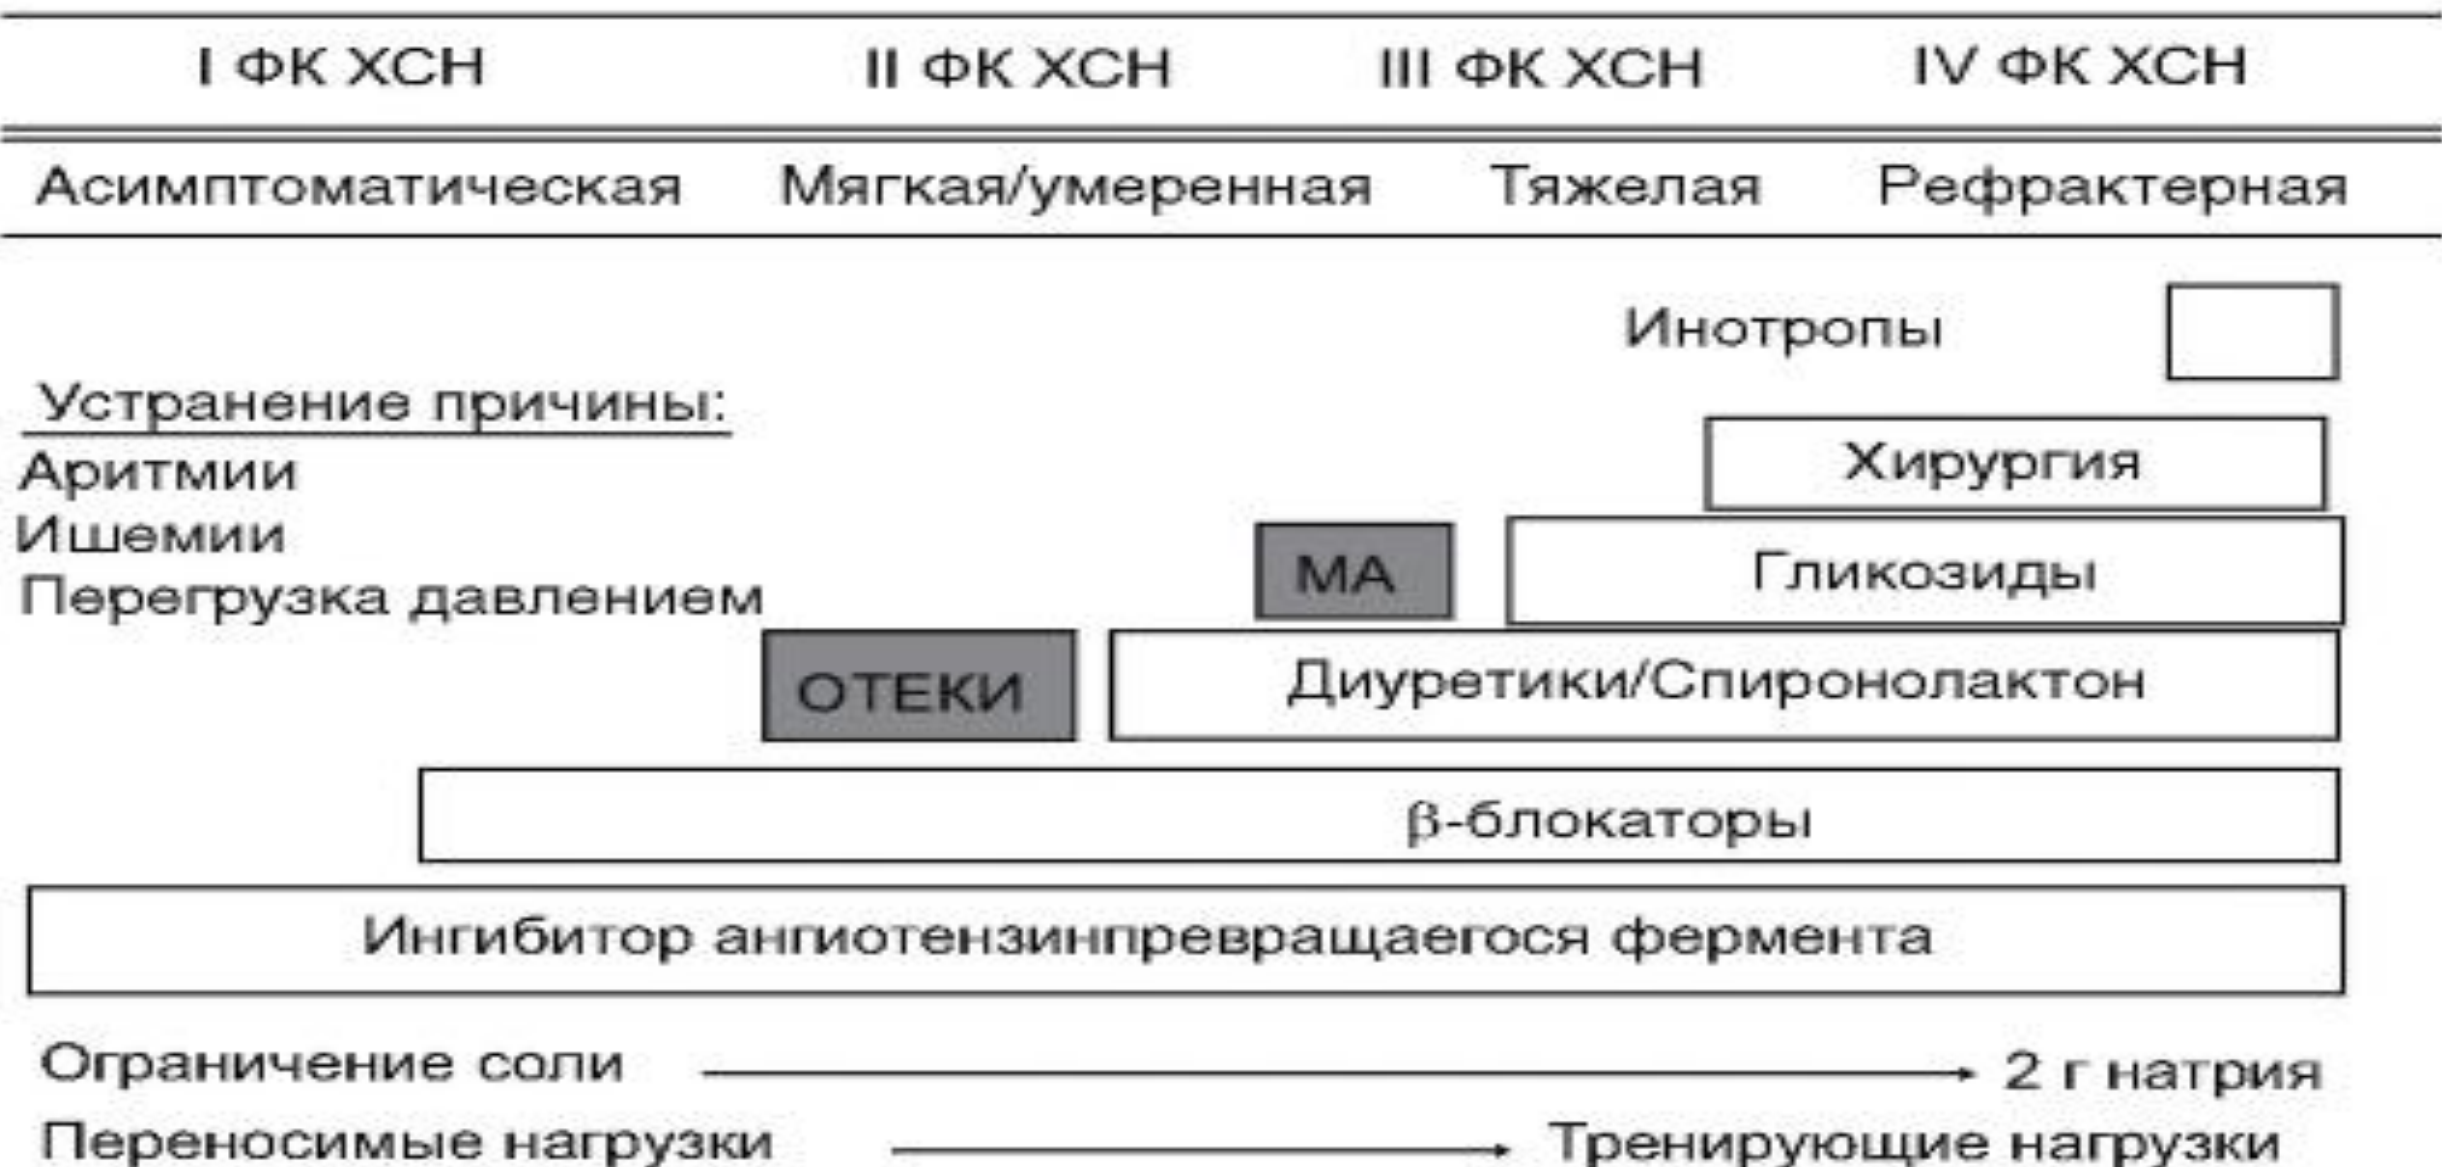 I ФК ХСН II ФК ХСН III ФК ХСН IV ФК ХСН
Асимптоматическая Мягкая/умеренная Тяжелая Рефрактерная
Инотропы
Устранение причины:
Аритмии
Ишемии
Перегрузка давлением
Хирургия
МА Гликозиды
ОТЕКИ Диуретики/Спиронолактон
β-блокаторы
Ингибитор ангиотензинпревращаегося фермента
Ограничение соли 2 г натрия
Переносимые нагрузки Тренирующие нагрузки